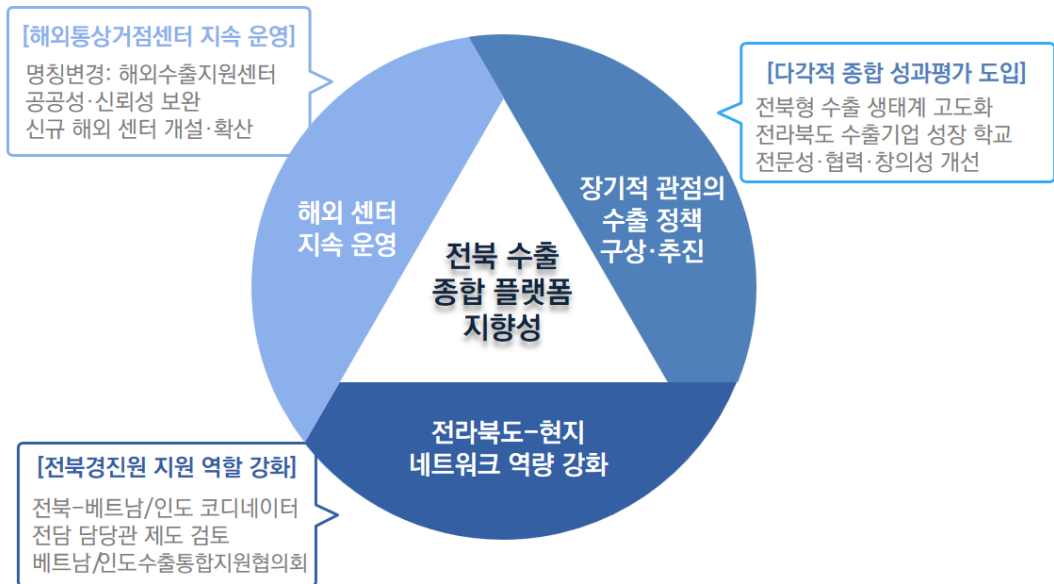 [해외통상거점센터 지속 운영]
명칭변경: 해외수출지원센터
공공성·신뢰성 보완
신규 해외 센터 개설·확산
[다각적 종합 성과평가 도입]
전북형 수출 생태계 고도화
전라북도 수출기업 성장 학교
전문성·협력·창의성 개선
해외 센터
지속 운영
장기적 관점의
수출 정책
구상·추진
전북 수출
종합 플랫폼
지향성
전라북도-현지
네트워크 역량 강화
[전북경진원 지원 역할 강화]
전북-베트남/인도 코디네이터
전담 담당관 제도 검토
베트남/인도수출통합지원협의회